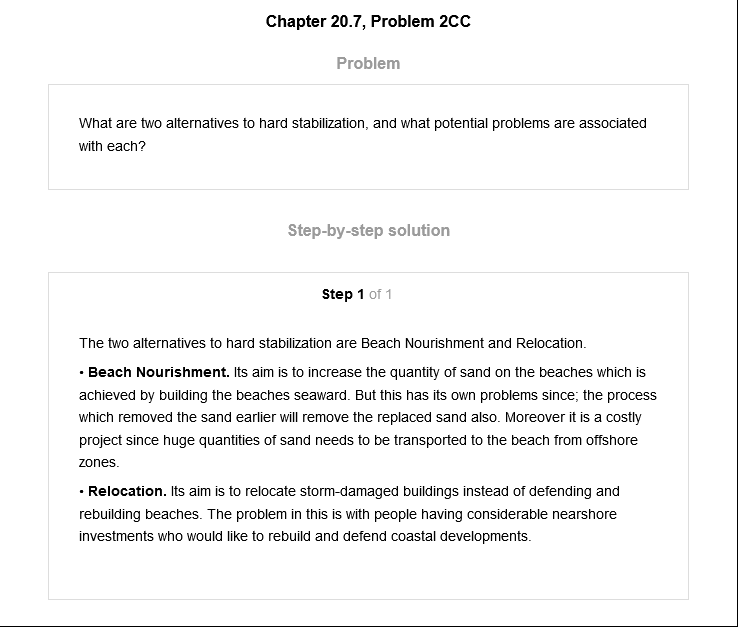 Chapter 20.7, Problem 2CC
Problem
What are two alternatives to hard stabilization, and what potential problems are associated
with each?
Step-by-step solution
Step 1 of 1
The two alternatives to hard stabilization are Beach Nourishment and Relocation.
• Beach Nourishment. Its aim is to increase the quantity of sand on the beaches which is
achieved by building the beaches seaward. But this has its own problems since; the process
which removed the sand earlier will remove the replaced sand also. Moreover it is a costly
project since huge quantities of sand needs to be transported to the beach from offshore
zones.
• Relocation. Its aim is to relocate storm-damaged buildings instead of defending and
rebuilding beaches. The problem in this is with people having considerable nearshore
investments who would like to rebuild and defend coastal developments.